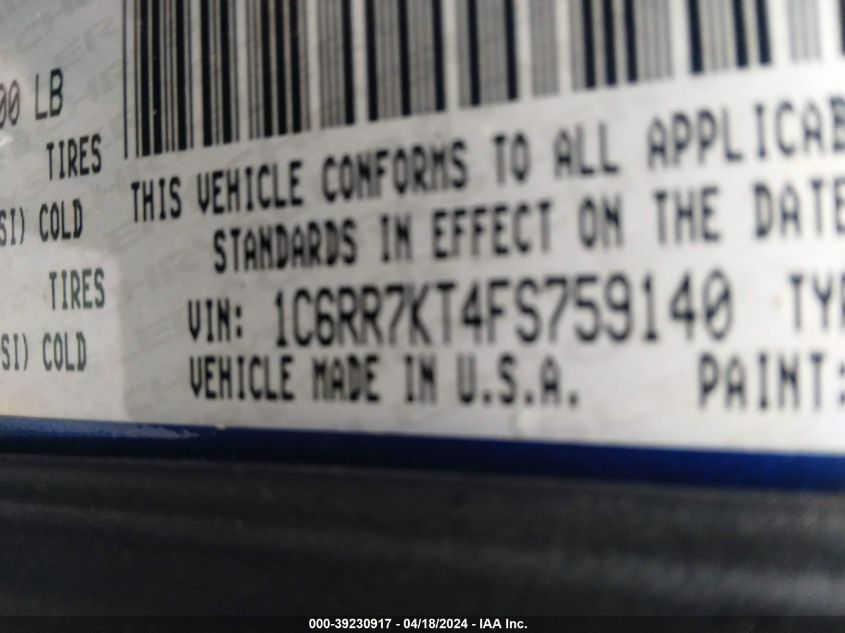 00 LB
TIRES
SI) COLD
TIRES
SI) COLD
THIS VEHICLE CONFORMS TO ALL APPLICAB
STANDARDS IN EFFECT ON THE DATE
VIN: 1C6RR7KT4FS759140 TYP
VEHICLE MADE IN U.S.A. PAINT:
000-39230917 - 04/18/2024 - IAA Inc.